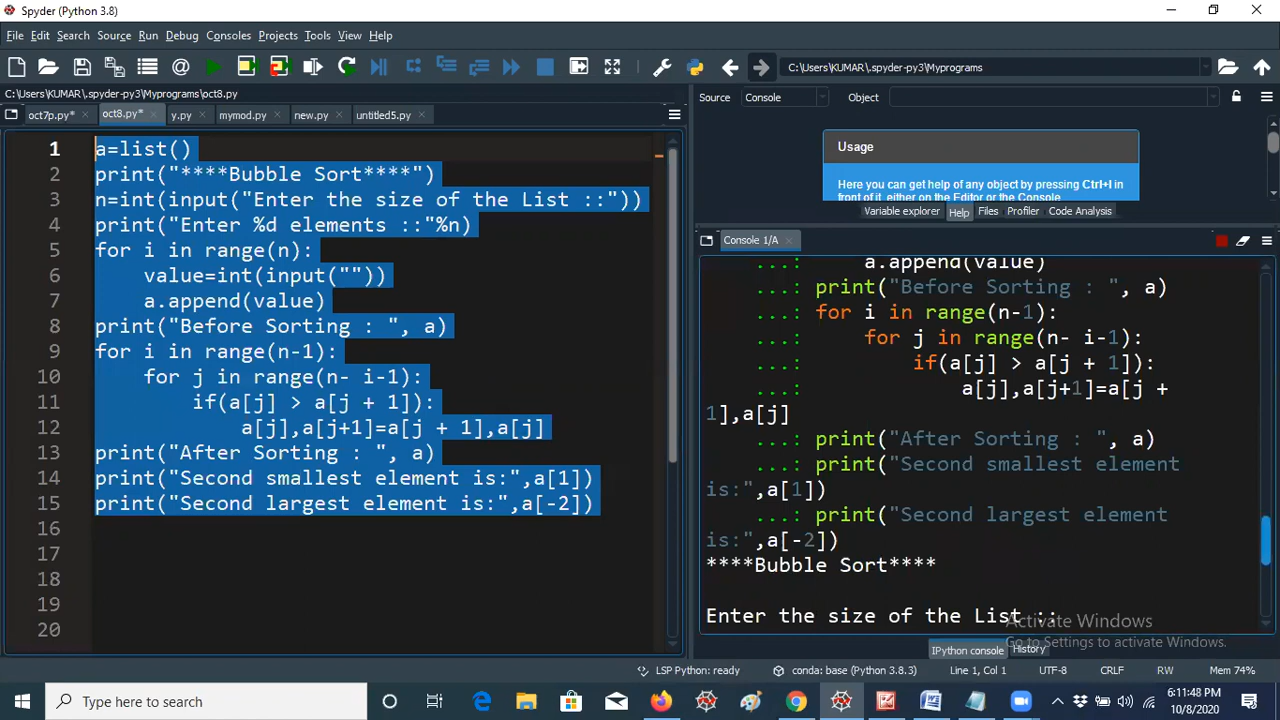 Spyder (Python 3.8)
File Edit Search Source Run Debug Consoles Projects Tools View Help
C:\Users\KUMAR\.spyder-py3\Myprograms
C:\Users\KUMAR\.spyder-py3\Myprograms\oct8.py
Source Console Object
oct7p.py* oct8.py* y.py mymod.py new.py untitled5.py
1 a=list()
2 print("****Bubble Sort****")
3 n=int(input("Enter the size of the List ::"))
4 print("Enter %d elements ::"%n)
5 for i in range(n):
6 value=int(input(""))
7 a.append(value)
8 print("Before Sorting : ", a)
9 for i in range(n-1):
10 for j in range(n- i-1):
11 if(a[j] > a[j + 1]):
12 a[j],a[j+1]=a[j + 1],a[j]
13 print("After Sorting : ", a)
14 print("Second smallest element is:",a[1])
15 print("Second largest element is:",a[-2])
16
17
18
19
20
Usage
Here you can get help of any object by pressing Ctrl+I in
front of it, either on the Editor or the Console.
Variable explorer Help Files Profiler Code Analysis
Console 1/A
...: a.append(value)
...: print("Before Sorting : ", a)
...: for i in range(n-1):
...: for j in range(n- i-1):
...: if(a[j] > a[j + 1]):
...: a[j],a[j+1]=a[j +
1],a[j]
...: print("After Sorting : ", a)
...: print("Second smallest element
is:",a[1])
...: print("Second largest element
is:",a[-2])
****Bubble Sort****
Enter the size of the List ::
Activate Windows
Go to Settings to activate Windows.
IPython console History
LSP Python: ready conda: base (Python 3.8.3) Line 1, Col 1 UTF-8 CRLF RW Mem 74%
Type here to search
6:11:48 PM
10/8/2020